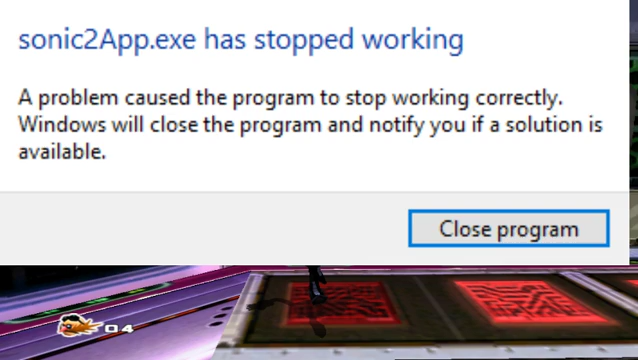 sonic2App.exe has stopped working
A problem caused the program to stop working correctly.
Windows will close the program and notify you if a solution is
available.
Close program
04